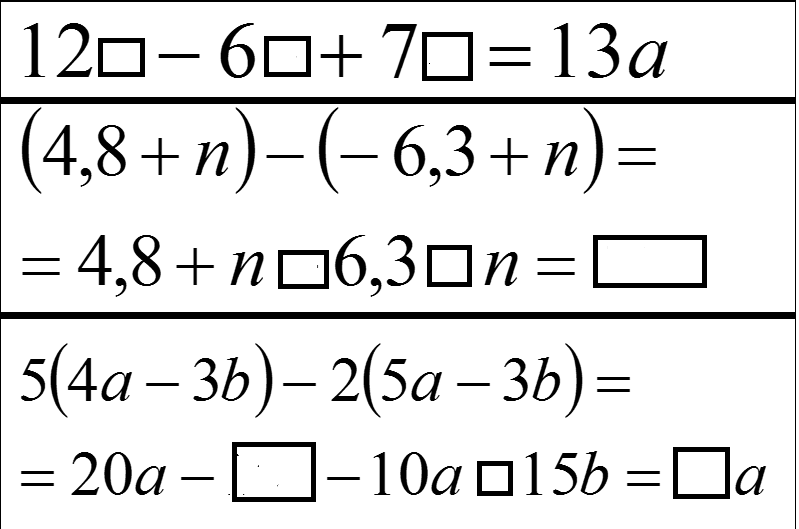 12□ − 6□ + 7□ = 13a
(4,8 + n) − (− 6,3 + n) =
= 4,8 + n □ 6,3 □ n = □
5(4a − 3b) − 2(5a − 3b) =
= 20a − □ − 10a □ 15b = □a